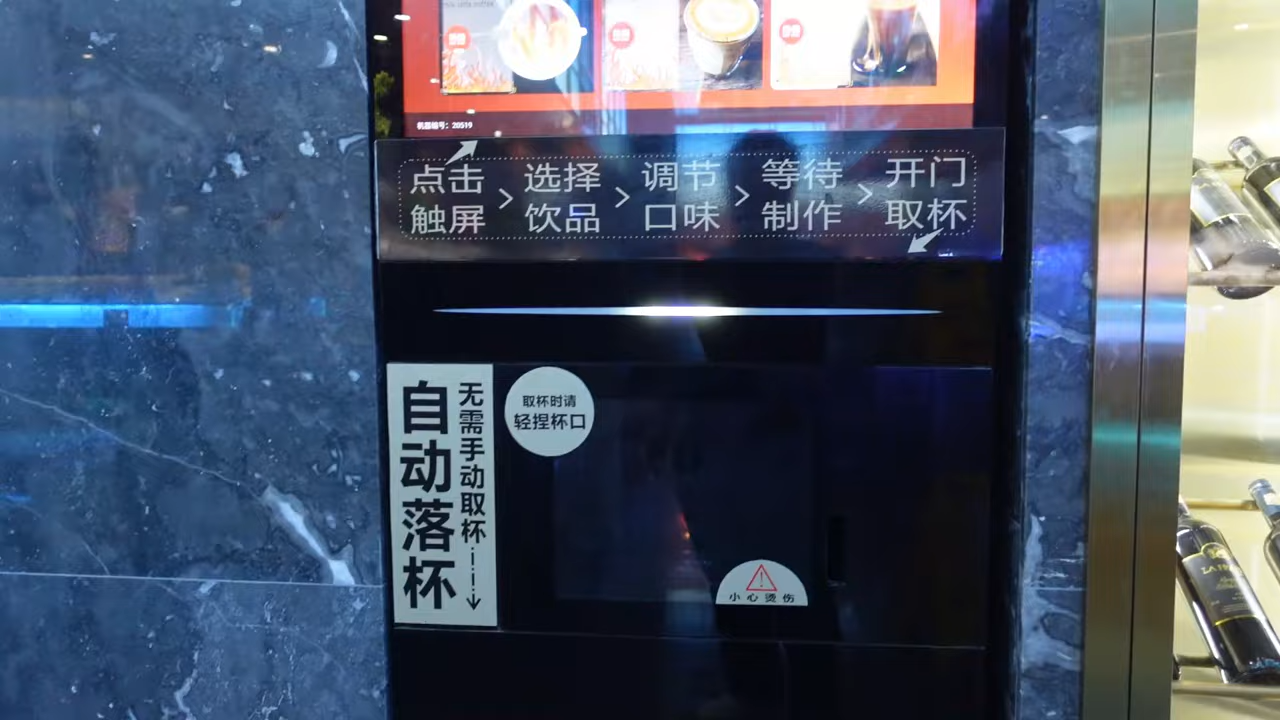 机器编号：20519
点击 > 选择 > 调节 > 等待 > 开门
触屏 饮品 口味 制作 取杯
自动落杯
无需手动取杯
取杯时请
轻捏杯口
小心烫伤